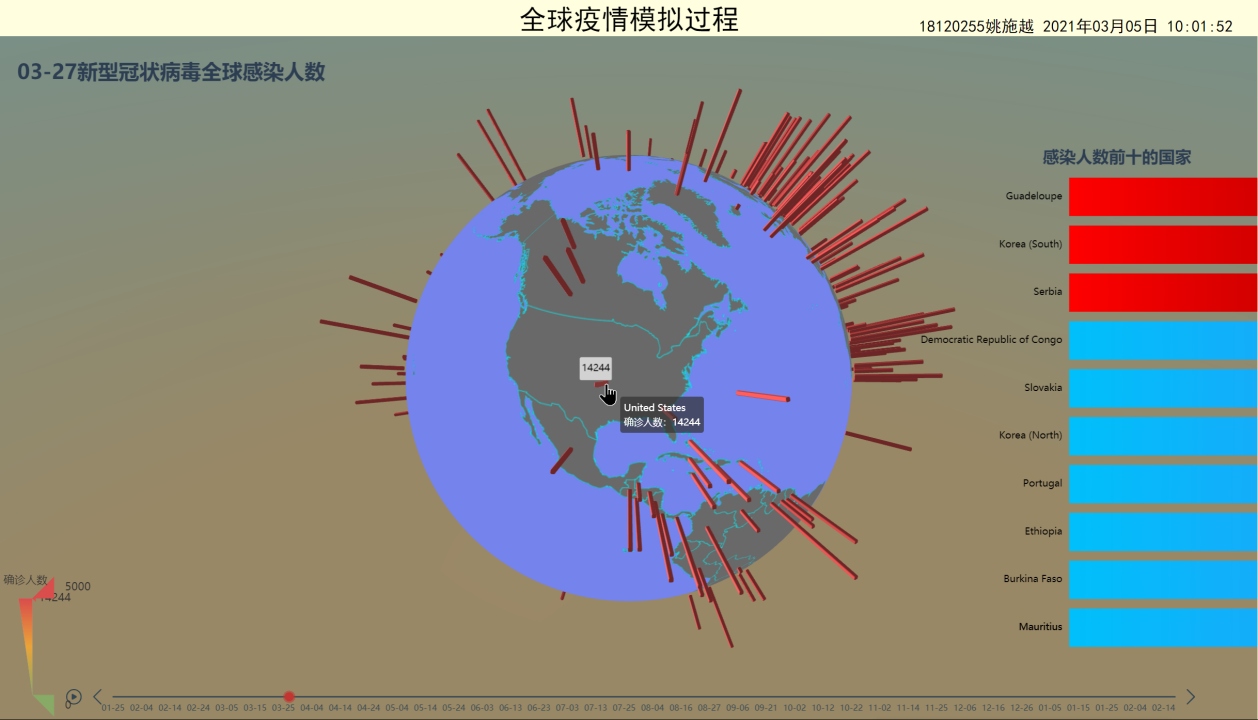 全球疫情模拟过程
18120255姚施越 2021年03月05日 10:01:52
03-27新型冠状病毒全球感染人数
感染人数前十的国家
Guadeloupe
Korea (South)
Serbia
Democratic Republic of Congo
Slovakia
Korea (North)
Portugal
Ethiopia
Burkina Faso
Mauritius
14244
United States
确诊人数：14244
确诊人数
5000
14244
0
01-25 02-04 02-14 02-24 03-05 03-15 03-25 04-04 04-14 04-24 05-04 05-14 05-24 06-03 06-13 06-23 07-03 07-13 07-25 08-04 08-16 08-27 09-06 09-21 10-02 10-12 10-22 11-02 11-14 11-25 12-06 12-16 12-26 01-05 01-15 01-25 02-04 02-14